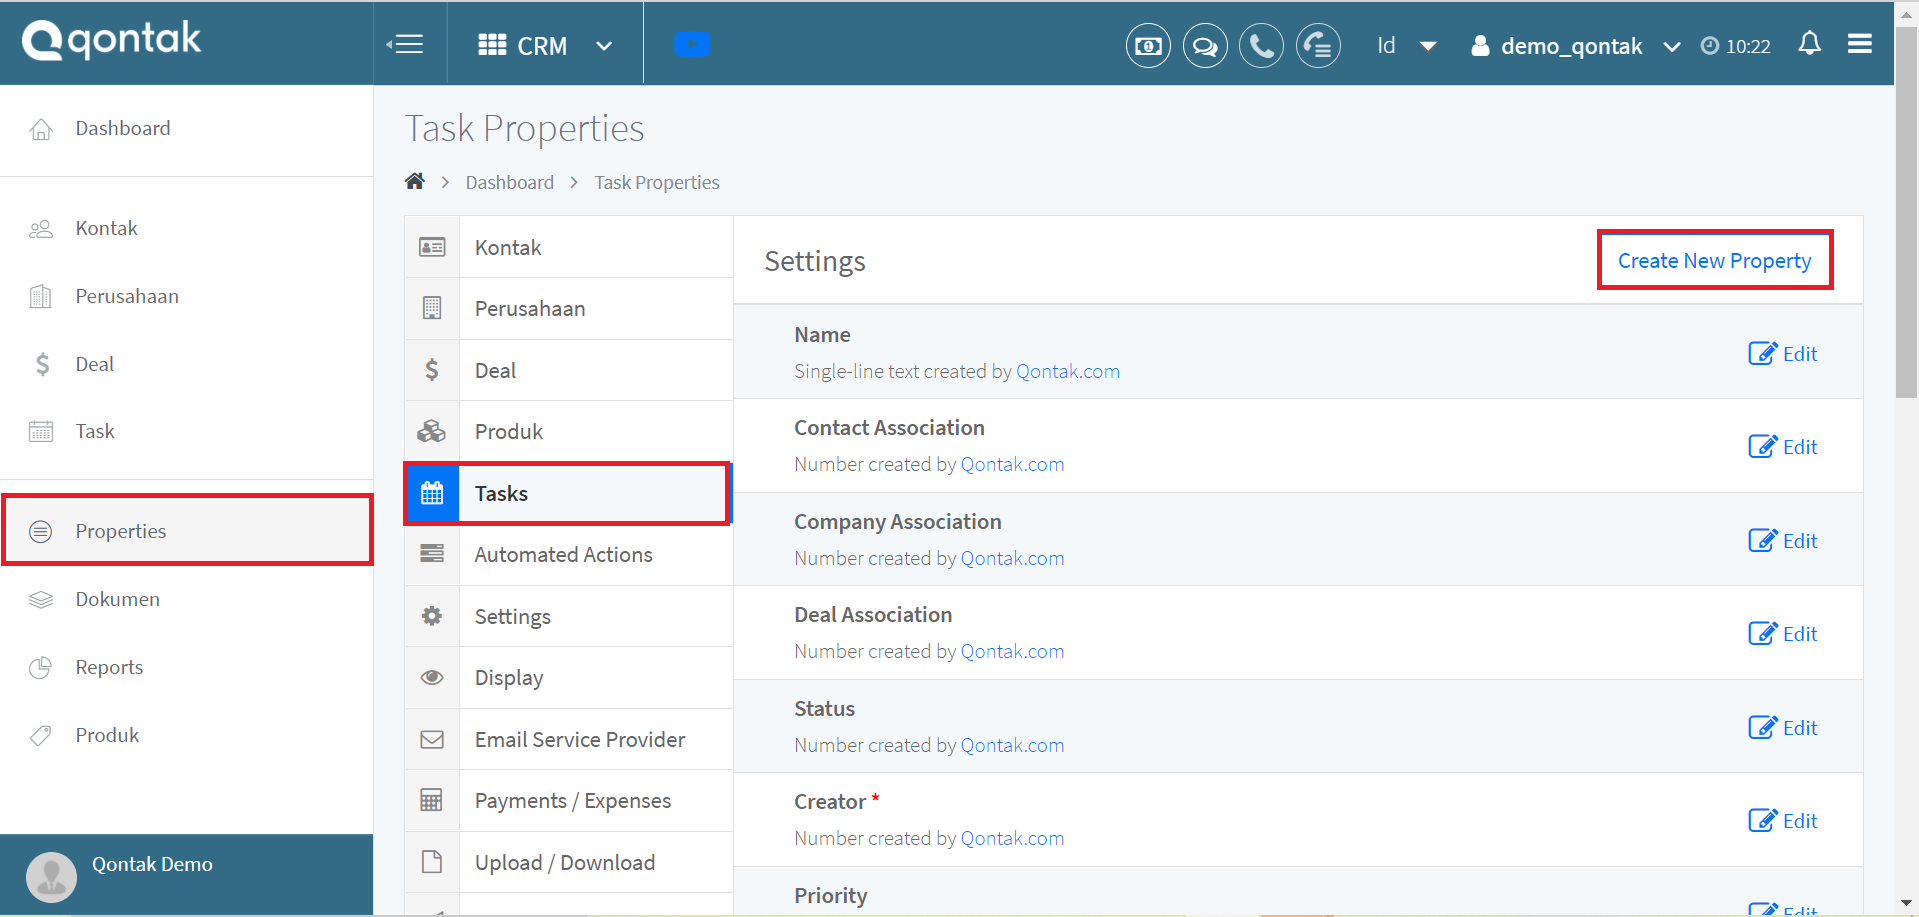 qontak
CRM
Id
demo_qontak
10:22
Dashboard
Kontak
Perusahaan
Deal
Task
Properties
Dokumen
Reports
Produk
Qontak Demo
Task Properties
Dashboard
Task Properties
Kontak
Perusahaan
Deal
Produk
Tasks
Automated Actions
Settings
Display
Email Service Provider
Payments / Expenses
Upload / Download
Settings
Create New Property
Name
Single-line text created by Qontak.com
Edit
Contact Association
Number created by Qontak.com
Edit
Company Association
Number created by Qontak.com
Edit
Deal Association
Number created by Qontak.com
Edit
Status
Number created by Qontak.com
Edit
Creator *
Number created by Qontak.com
Edit
Priority
Edit